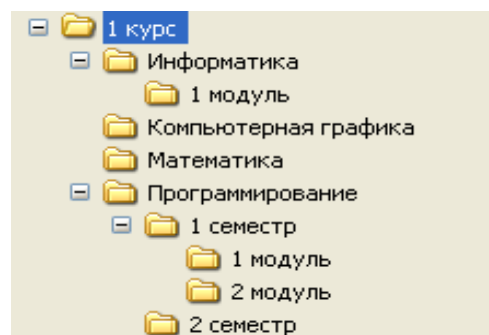 1 курс
Информатика
1 модуль
Компьютерная графика
Математика
Программирование
1 семестр
1 модуль
2 модуль
2 семестр